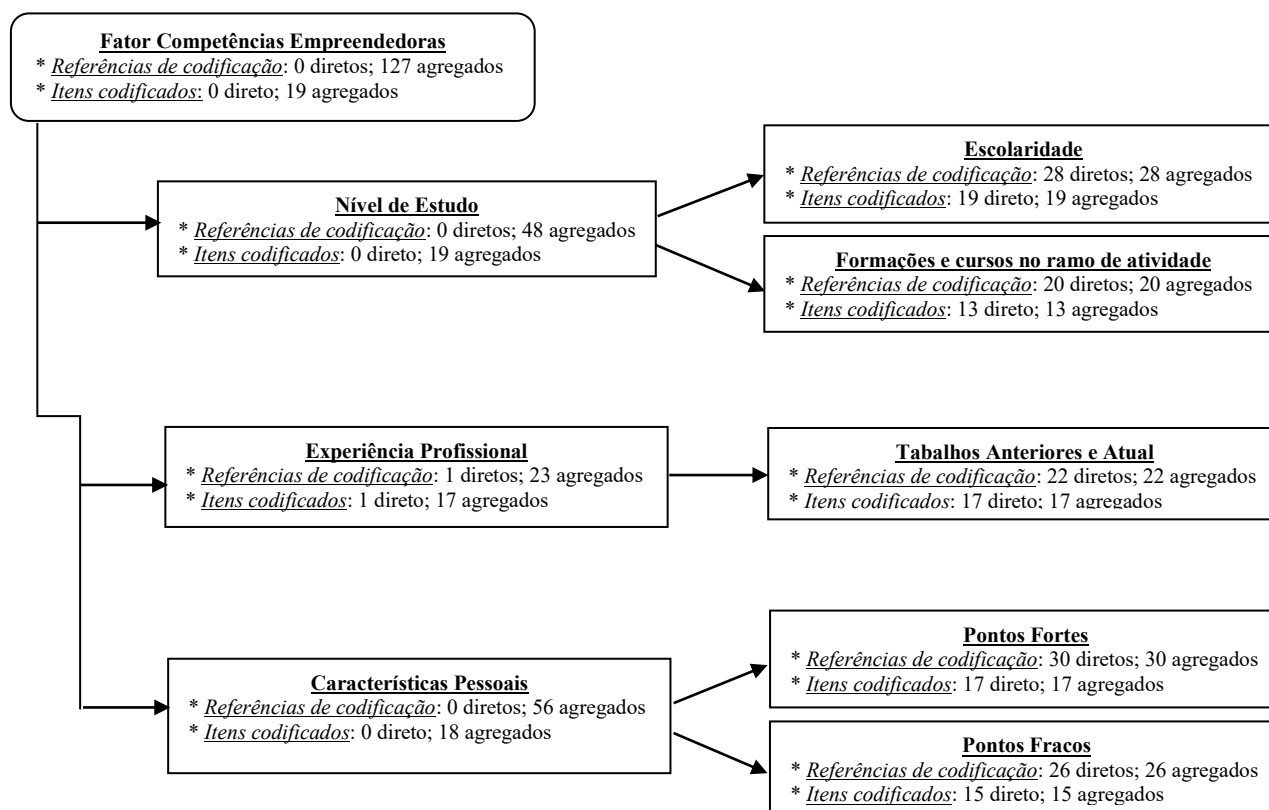 Fator Competências Empreendedoras
* Referências de codificação: 0 diretos; 127 agregados
* Itens codificados: 0 direto; 19 agregados
Nível de Estudo
* Referências de codificação: 0 diretos; 48 agregados
* Itens codificados: 0 direto; 19 agregados
Escolaridade
* Referências de codificação: 28 diretos; 28 agregados
* Itens codificados: 19 direto; 19 agregados
Formações e cursos no ramo de atividade
* Referências de codificação: 20 diretos; 20 agregados
* Itens codificados: 13 direto; 13 agregados
Experiência Profissional
* Referências de codificação: 1 diretos; 23 agregados
* Itens codificados: 1 direto; 17 agregados
Tabalhos Anteriores e Atual
* Referências de codificação: 22 diretos; 22 agregados
* Itens codificados: 17 direto; 17 agregados
Características Pessoais
* Referências de codificação: 0 diretos; 56 agregados
* Itens codificados: 0 direto; 18 agregados
Pontos Fortes
* Referências de codificação: 30 diretos; 30 agregados
* Itens codificados: 17 direto; 17 agregados
Pontos Fracos
* Referências de codificação: 26 diretos; 26 agregados
* Itens codificados: 15 direto; 15 agregados